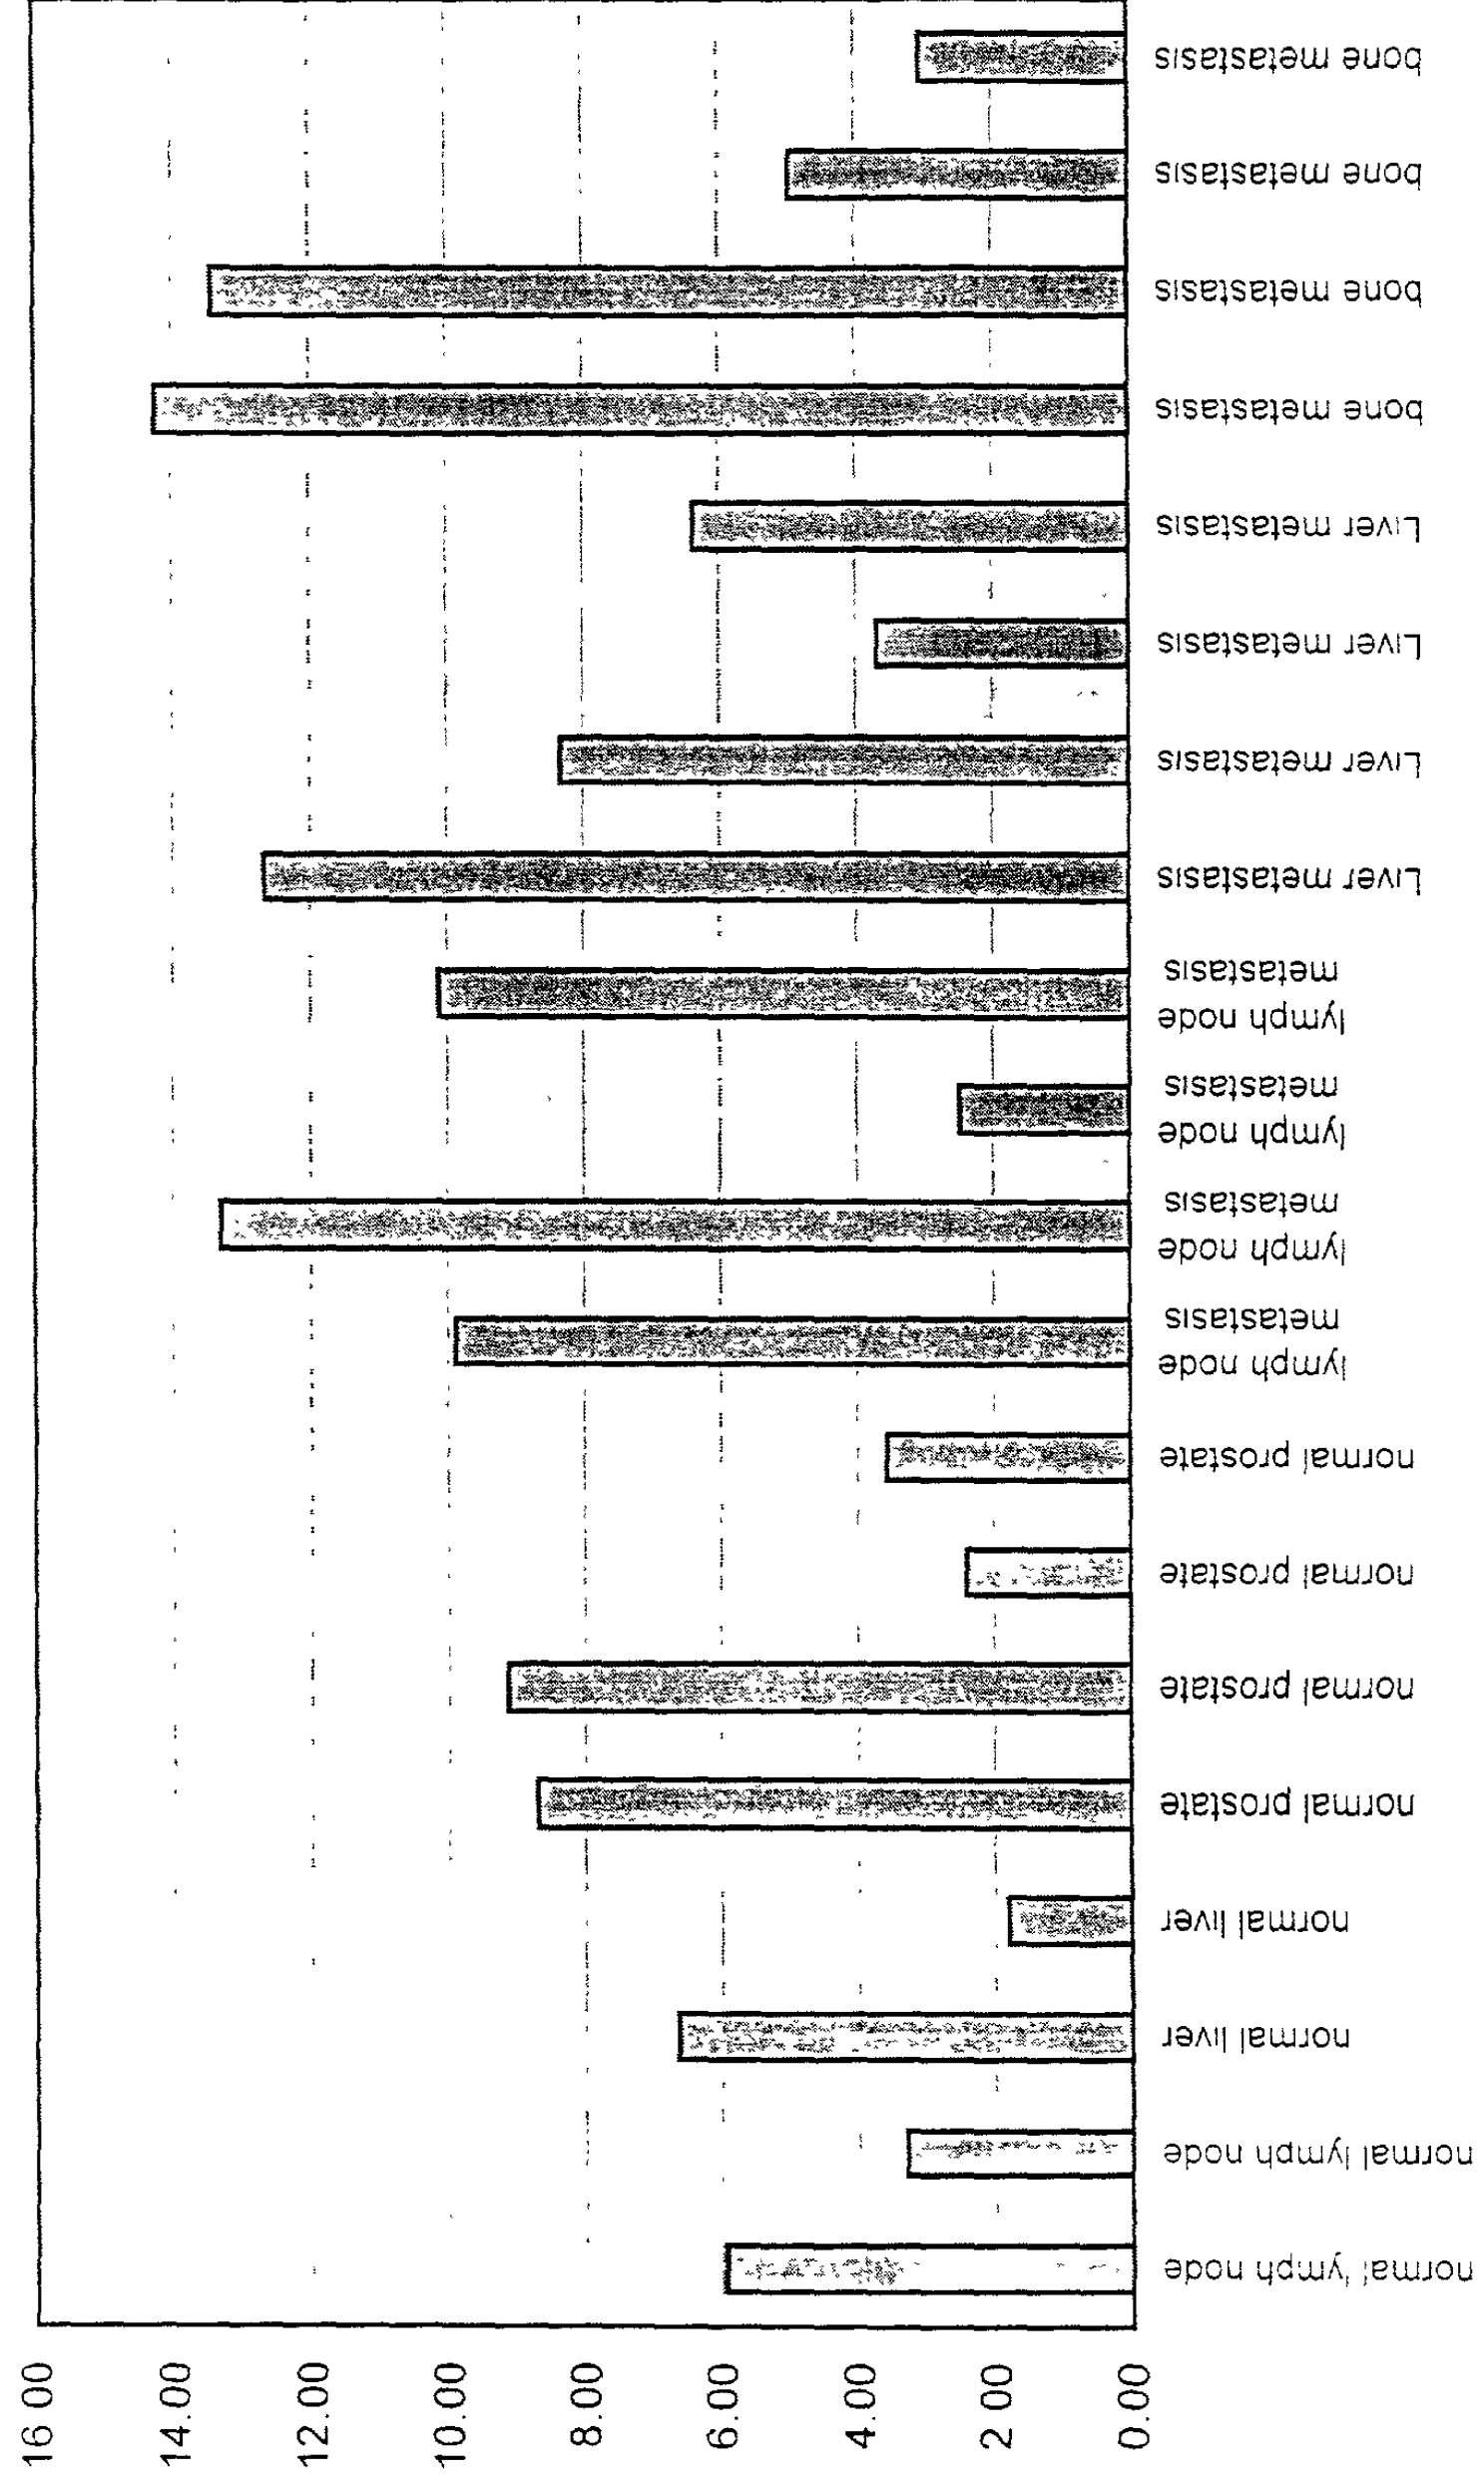 16 00
14.00
12.00
10.00
8.00
6.00
4.00
2 00
0.00
normal lymph node
normal lymph node
normal liver
normal liver
normal prostate
normal prostate
normal prostate
normal prostate
lymph node
metastasis
lymph node
metastasis
lymph node
metastasis
lymph node
metastasis
Liver metastasis
Liver metastasis
Liver metastasis
Liver metastasis
bone metastasis
bone metastasis
bone metastasis
bone metastasis